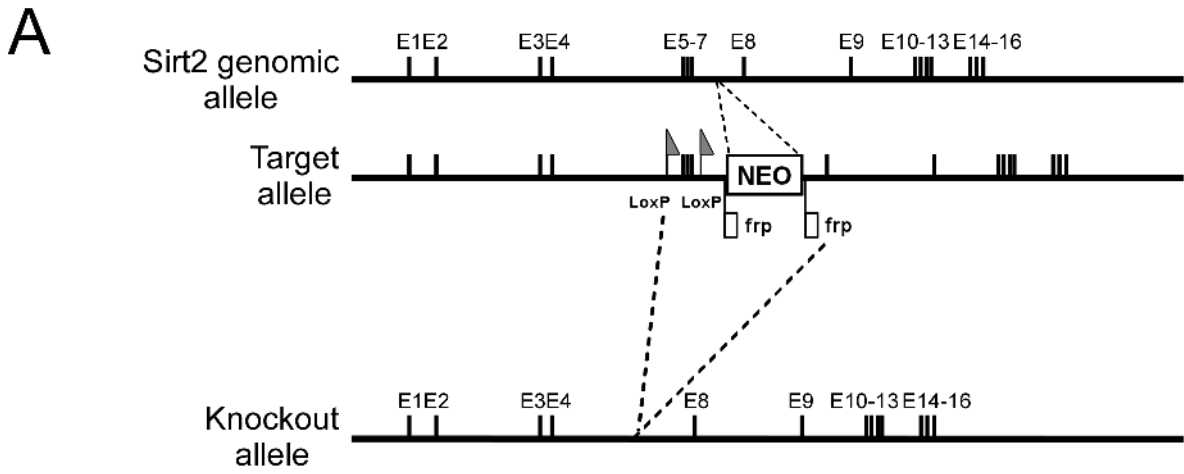 A
E1E2 E3E4 E5-7 E8 E9 E10-13 E14-16
Sirt2 genomic
allele
Target
allele
NEO
LoxP LoxP
frp frp
E1E2 E3E4 E8 E9 E10-13 E14-16
Knockout
allele